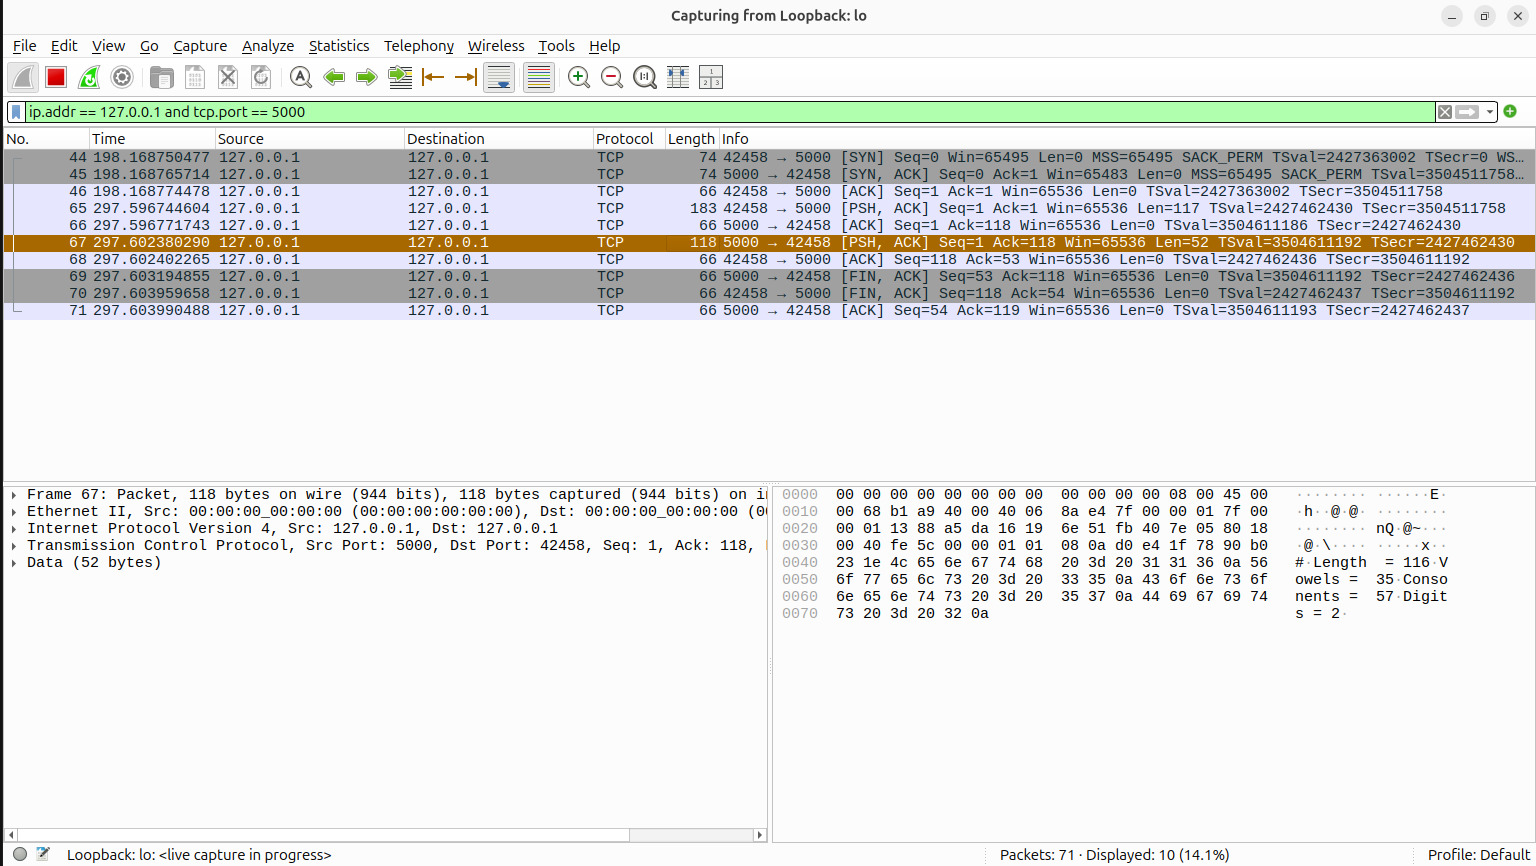 Capturing from Loopback: lo
File Edit View Go Capture Analyze Statistics Telephony Wireless Tools Help
ip.addr == 127.0.0.1 and tcp.port == 5000
No. Time Source Destination Protocol Length Info
44 198.168750477 127.0.0.1 127.0.0.1 TCP 74 42458 → 5000 [SYN] Seq=0 Win=65495 Len=0 MSS=65495 SACK_PERM TSval=2427363002 TSecr=0 WS…
45 198.168765714 127.0.0.1 127.0.0.1 TCP 74 5000 → 42458 [SYN, ACK] Seq=0 Ack=1 Win=65483 Len=0 MSS=65495 SACK_PERM TSval=3504511758…
46 198.168774478 127.0.0.1 127.0.0.1 TCP 66 42458 → 5000 [ACK] Seq=1 Ack=1 Win=65536 Len=0 TSval=2427363002 TSecr=3504511758
65 297.596744604 127.0.0.1 127.0.0.1 TCP 183 42458 → 5000 [PSH, ACK] Seq=1 Ack=1 Win=65536 Len=117 TSval=2427462430 TSecr=3504511758
66 297.596771743 127.0.0.1 127.0.0.1 TCP 66 5000 → 42458 [ACK] Seq=1 Ack=118 Win=65536 Len=0 TSval=3504611186 TSecr=2427462430
67 297.602380290 127.0.0.1 127.0.0.1 TCP 118 5000 → 42458 [PSH, ACK] Seq=1 Ack=118 Win=65536 Len=52 TSval=3504611192 TSecr=2427462430
68 297.602402265 127.0.0.1 127.0.0.1 TCP 66 42458 → 5000 [ACK] Seq=118 Ack=53 Win=65536 Len=0 TSval=2427462436 TSecr=3504611192
69 297.603194855 127.0.0.1 127.0.0.1 TCP 66 5000 → 42458 [FIN, ACK] Seq=53 Ack=118 Win=65536 Len=0 TSval=3504611192 TSecr=2427462436
70 297.603959658 127.0.0.1 127.0.0.1 TCP 66 42458 → 5000 [FIN, ACK] Seq=118 Ack=54 Win=65536 Len=0 TSval=2427462437 TSecr=3504611192
71 297.603990488 127.0.0.1 127.0.0.1 TCP 66 5000 → 42458 [ACK] Seq=54 Ack=119 Win=65536 Len=0 TSval=3504611193 TSecr=2427462437
Frame 67: Packet, 118 bytes on wire (944 bits), 118 bytes captured (944 bits) on i
Ethernet II, Src: 00:00:00_00:00:00 (00:00:00:00:00:00), Dst: 00:00:00_00:00:00 (0
Internet Protocol Version 4, Src: 127.0.0.1, Dst: 127.0.0.1
Transmission Control Protocol, Src Port: 5000, Dst Port: 42458, Seq: 1, Ack: 118,
Data (52 bytes)
0000 00 00 00 00 00 00 00 00 00 00 00 00 08 00 45 00 ········ ······E·
0010 00 68 b1 a9 40 00 40 06 8a e4 7f 00 00 01 7f 00 ·h··@·@· ········
0020 00 01 13 88 a5 da 16 19 6e 51 fb 40 7e 05 80 18 ········ nQ·@~···
0030 00 40 fe 5c 00 00 01 01 08 0a d0 e4 1f 78 90 b0 ·@·\···· ·····x··
0040 23 1e 4c 65 6e 67 74 68 20 3d 20 31 31 36 0a 56 #·Length = 116·V
0050 6f 77 65 6c 73 20 3d 20 33 35 0a 43 6f 6e 73 6f owels = 35·Conso
0060 6e 65 6e 74 73 20 3d 20 35 37 0a 44 69 67 69 74 nents = 57·Digit
0070 73 20 3d 20 32 0a s = 2·
Loopback: lo: <live capture in progress> Packets: 71 · Displayed: 10 (14.1%) Profile: Default